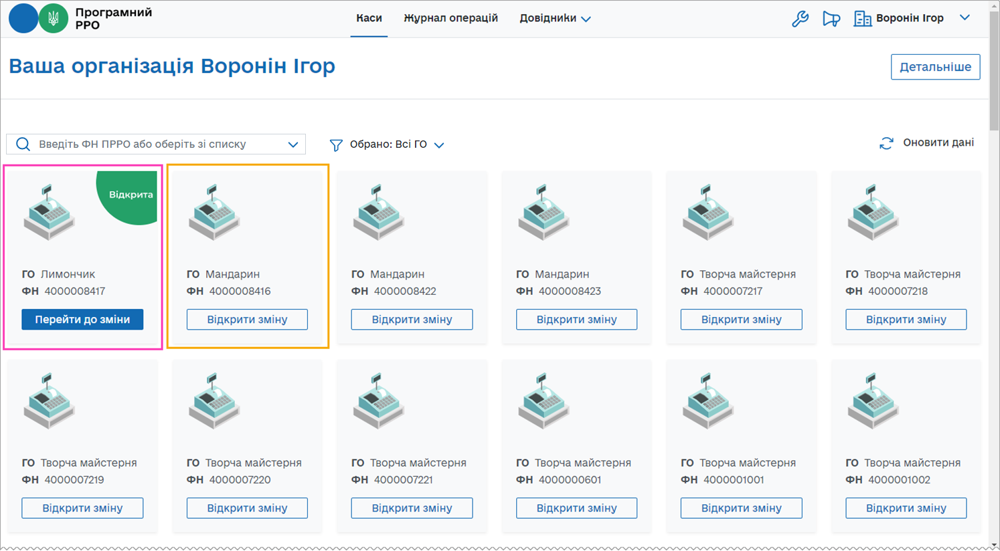 Програмний
РРО
Каси
Журнал операцій
Довідники
Воронін Ігор
Ваша організація Воронін Ігор
Детальніше
Введіть ФН ПРРО або оберіть зі списку
Обрано: Всі ГО
Оновити дані
Відкрита
ГО Лимончик
ФН 4000008417
Перейти до зміни
ГО Мандарин
ФН 4000008416
Відкрити зміну
ГО Мандарин
ФН 4000008422
Відкрити зміну
ГО Мандарин
ФН 4000008423
Відкрити зміну
ГО Творча майстерня
ФН 4000007217
Відкрити зміну
ГО Творча майстерня
ФН 4000007218
Відкрити зміну
ГО Творча майстерня
ФН 4000007219
Відкрити зміну
ГО Творча майстерня
ФН 4000007220
Відкрити зміну
ГО Творча майстерня
ФН 4000007221
Відкрити зміну
ГО Творча майстерня
ФН 4000000601
Відкрити зміну
ГО Творча майстерня
ФН 4000001001
Відкрити зміну
ГО Творча майстерня
ФН 4000001002
Відкрити зміну